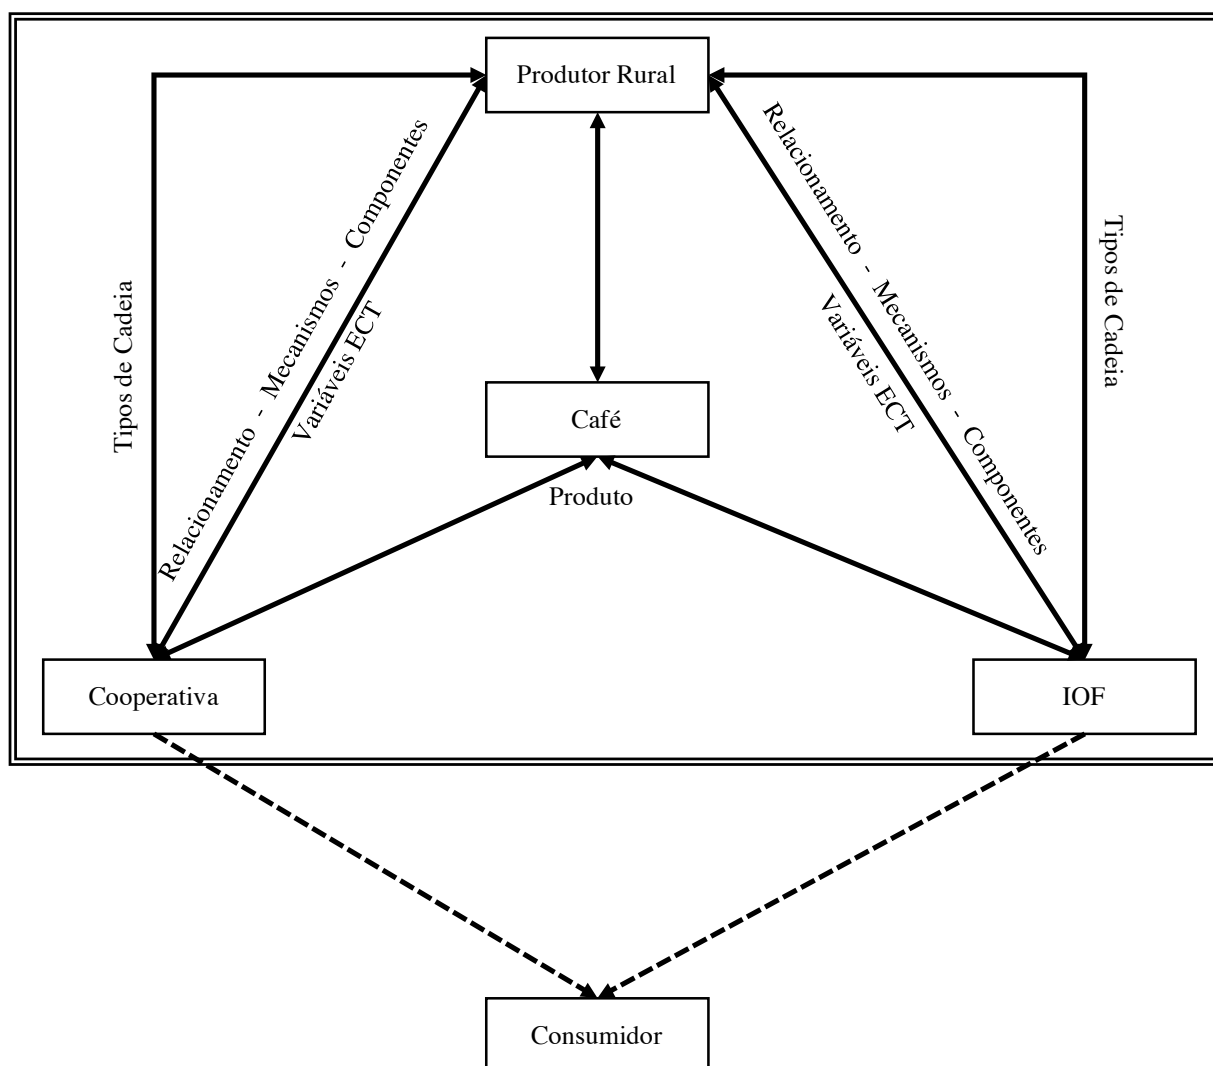 Produtor Rural
Relacionamento - Mecanismos - Componentes
Variáveis ECT
Tipos de Cadeia
Relacionamento - Mecanismos - Componentes
Variáveis ECT
Tipos de Cadeia
Café
Produto
Cooperativa
IOF
Consumidor